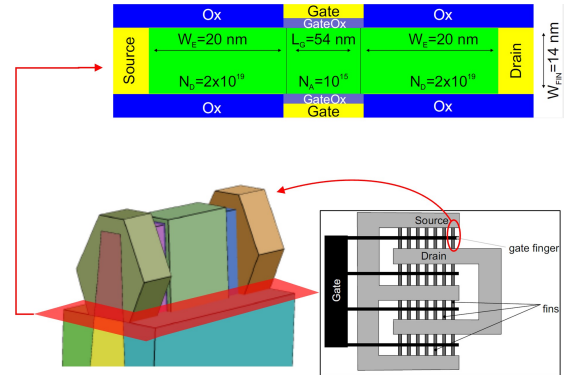 Ox
Gate
GateOx
Ox
Source
W_E=20 nm
L_G=54 nm
W_E=20 nm
Drain
W_FIN=14 nm
N_D=2x10^19
N_A=10^15
N_D=2x10^19
Ox
GateOx
Gate
Ox
Source
gate finger
Drain
Gate
fins